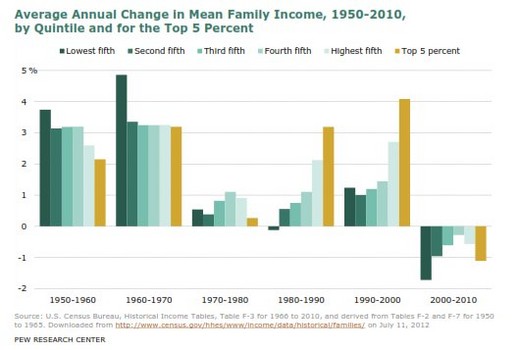 Average Annual Change in Mean Family Income, 1950–2010,
by Quintile and for the Top 5 Percent
Lowest fifth Second fifth Third fifth Fourth fifth Highest fifth Top 5 percent
5 %
4
3
2
1
0
-1
-2
1950-1960 1960-1970 1970-1980 1980-1990 1990-2000 2000-2010
Source: U.S. Census Bureau, Historical Income Tables, Table F-3 for 1966 to 2010, and derived from Tables F-2 and F-7 for 1950
to 1965. Downloaded from http://www.census.gov/hhes/www/income/data/historical/families/ on July 11, 2012
PEW RESEARCH CENTER